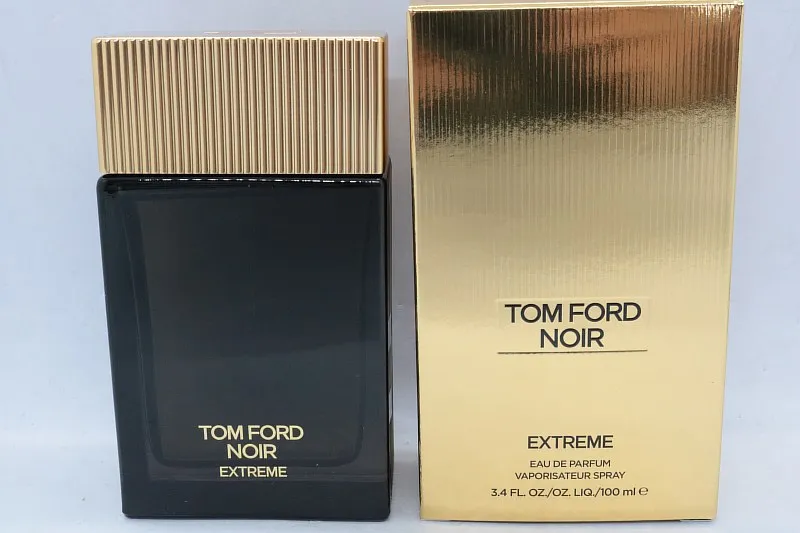 TOM FORD
NOIR
EXTREME
TOM FORD
NOIR
EXTREME
EAU DE PARFUM
VAPORISATEUR SPRAY
3.4 FL. OZ./OZ. LIQ./100 ml ℮